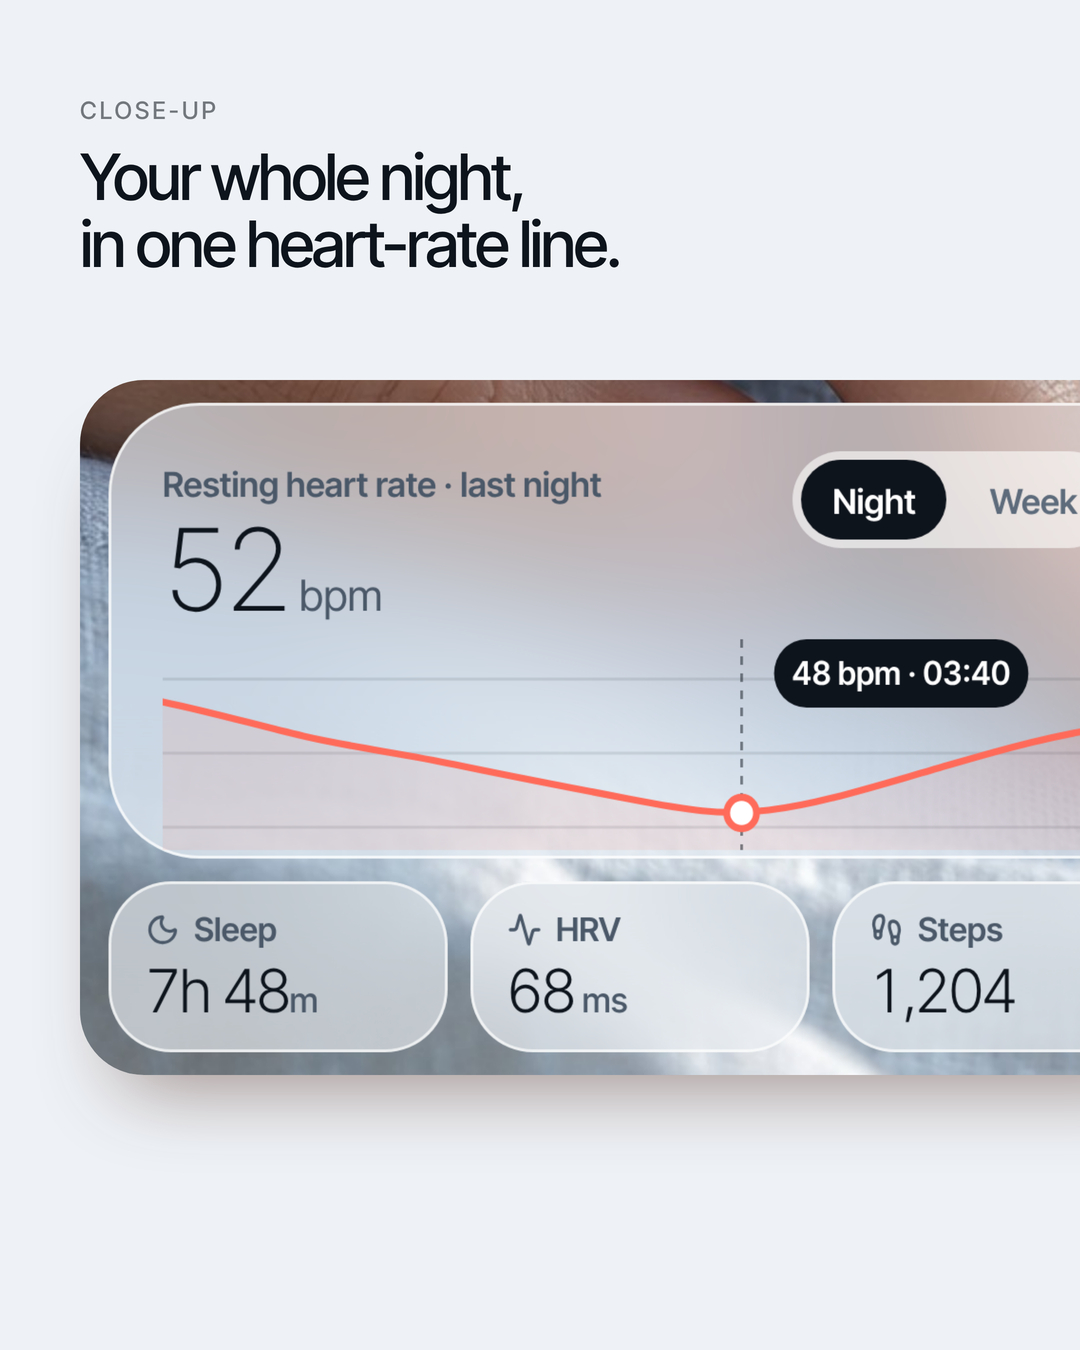 CLOSE-UP
Your whole night,
in one heart-rate line.
Resting heart rate · last night
Night
Week
52 bpm
48 bpm · 03:40
Sleep
7h 48m
HRV
68 ms
Steps
1,204